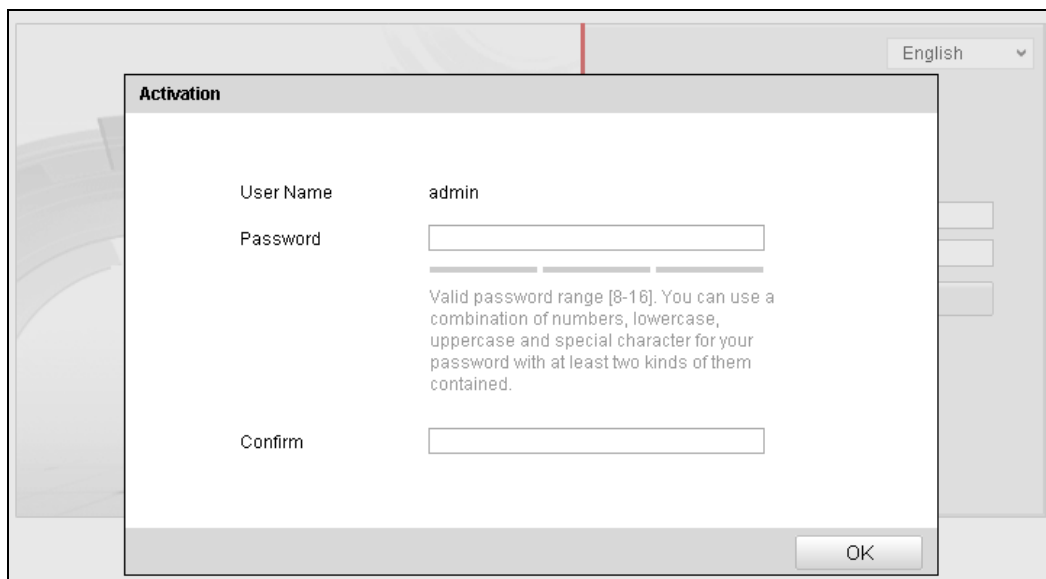 English
Activation
User Name admin
Password
Valid password range [8-16]. You can use a
combination of numbers, lowercase,
uppercase and special character for your
password with at least two kinds of them
contained.
Confirm
OK